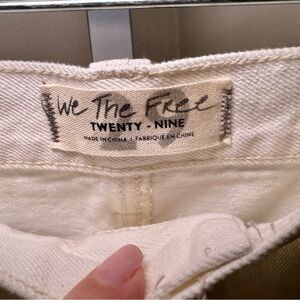 We The Free
TWENTY - NINE
MADE IN CHINA / FABRIQUÉ EN CHINE